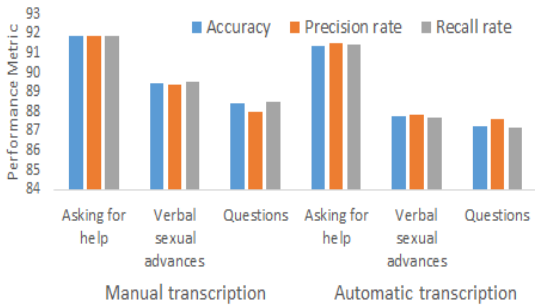 Performance Metric
93
92
91
90
89
88
87
86
85
84
Accuracy Precision rate Recall rate
Asking for help
Verbal sexual advances
Questions
Asking for help
Verbal sexual advances
Questions
Manual transcription
Automatic transcription